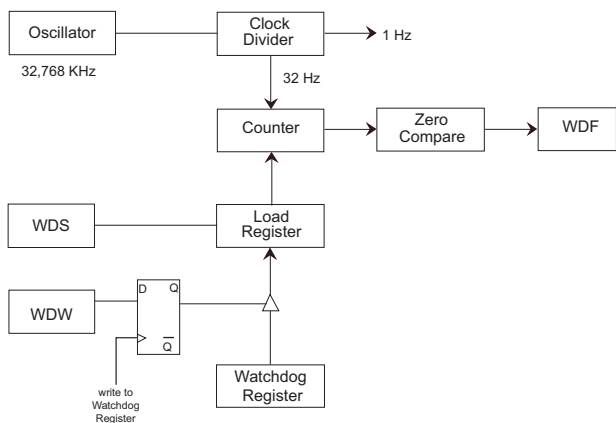 Oscillator
Clock
Divider
1 Hz
32,768 KHz
32 Hz
Counter
Zero
Compare
WDF
WDS
Load
Register
D Q
WDW
Q
Watchdog
Register
write to
Watchdog
Register